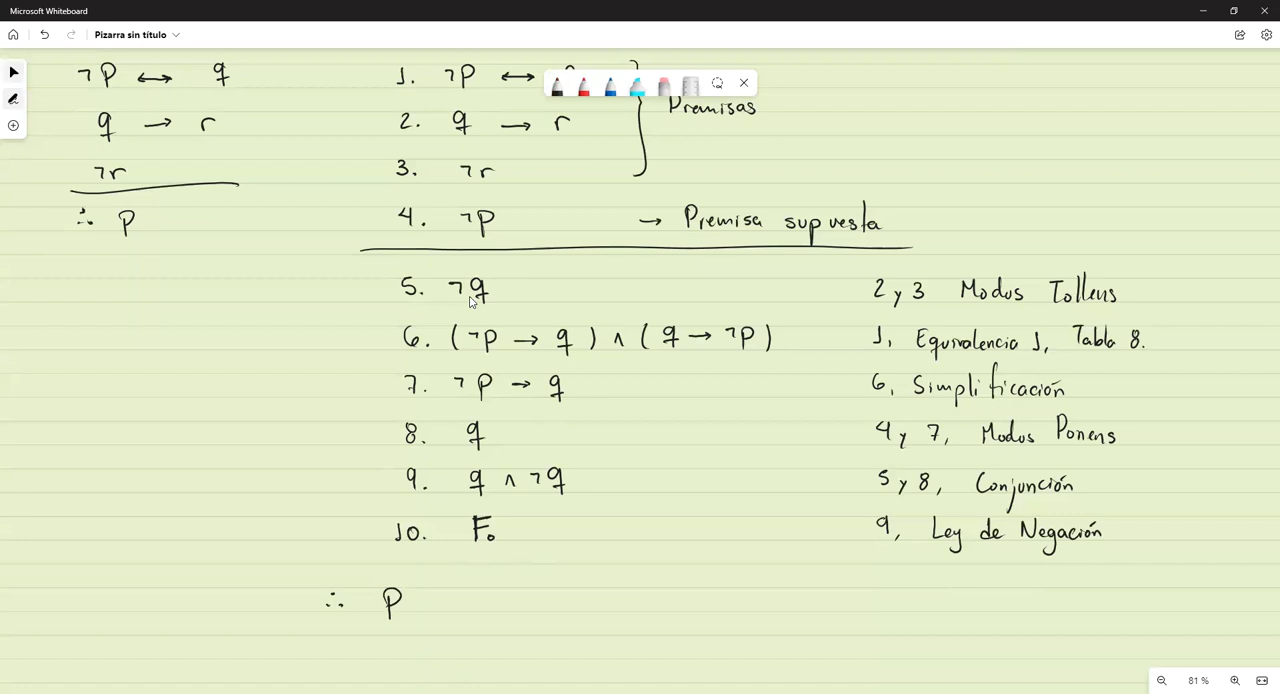 Microsoft Whiteboard
Pizarra sin título
¬p ↔ q
q → r
¬r
∴ p
1. ¬p ↔
2. q → r
3. ¬r
Premisas
4. ¬p → Premisa supuesta
5. ¬q 2 y 3 Modus Tollens
6. (¬p → q) ∧ (q → ¬p) 1, Equivalencia 1, Tabla 8.
7. ¬p → q 6, Simplificación
8. q 4 y 7, Modus Ponens
9. q ∧ ¬q 5 y 8, Conjunción
10. F₀ 9, Ley de Negación
∴ p
81 %